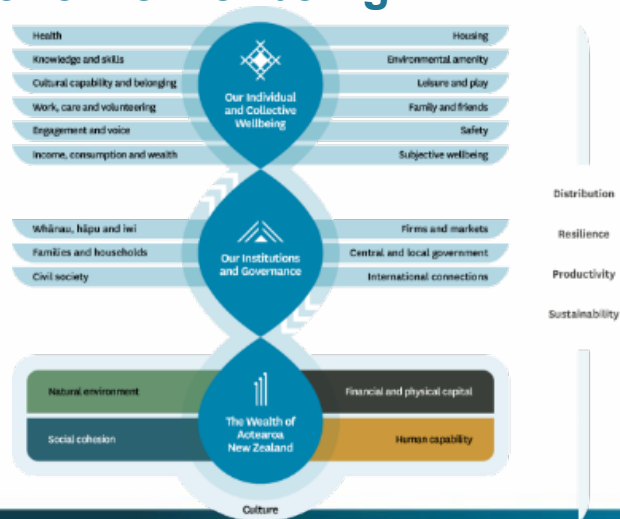 Health
Knowledge and skills
Cultural capability and belonging
Work, care and volunteering
Engagement and voice
Income, consumption and wealth
Our Individual
and Collective
Wellbeing
Housing
Environmental amenity
Leisure and play
Family and friends
Safety
Subjective wellbeing
Whānau, hāpu and iwi
Families and households
Civil society
Our Institutions
and Governance
Firms and markets
Central and local government
International connections
Natural environment
Social cohesion
The Wealth of
Aotearoa
New Zealand
Financial and physical capital
Human capability
Culture
Distribution
Resilience
Productivity
Sustainability